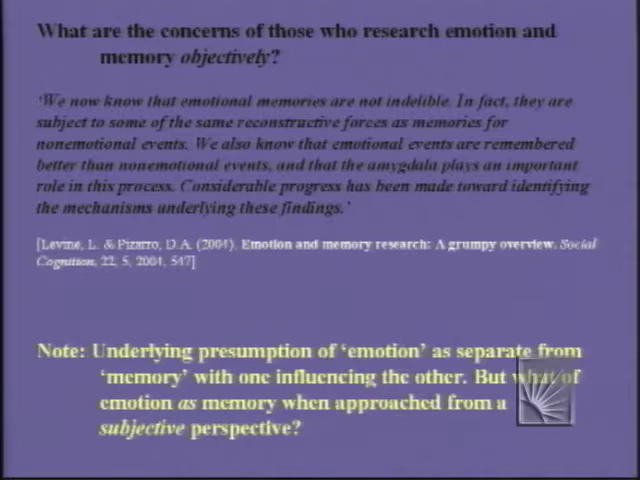 What are the concerns of those who research emotion and
memory objectively?
'We now know that emotional memories are not indelible. In fact, they are
subject to some of the same reconstructive forces as memories for
nonemotional events. We also know that emotional events are remembered
better than nonemotional events, and that the amygdala plays an important
role in this process. Considerable progress has been made toward identifying
the mechanisms underlying these findings.'
[Levine, L. & Pizarro, D.A. (2004). Emotion and memory research: A grumpy overview. Social
Cognition, 22, 5, 2004, 547]
Note: Underlying presumption of 'emotion' as separate from
'memory' with one influencing the other. But what of
emotion as memory when approached from a
subjective perspective?